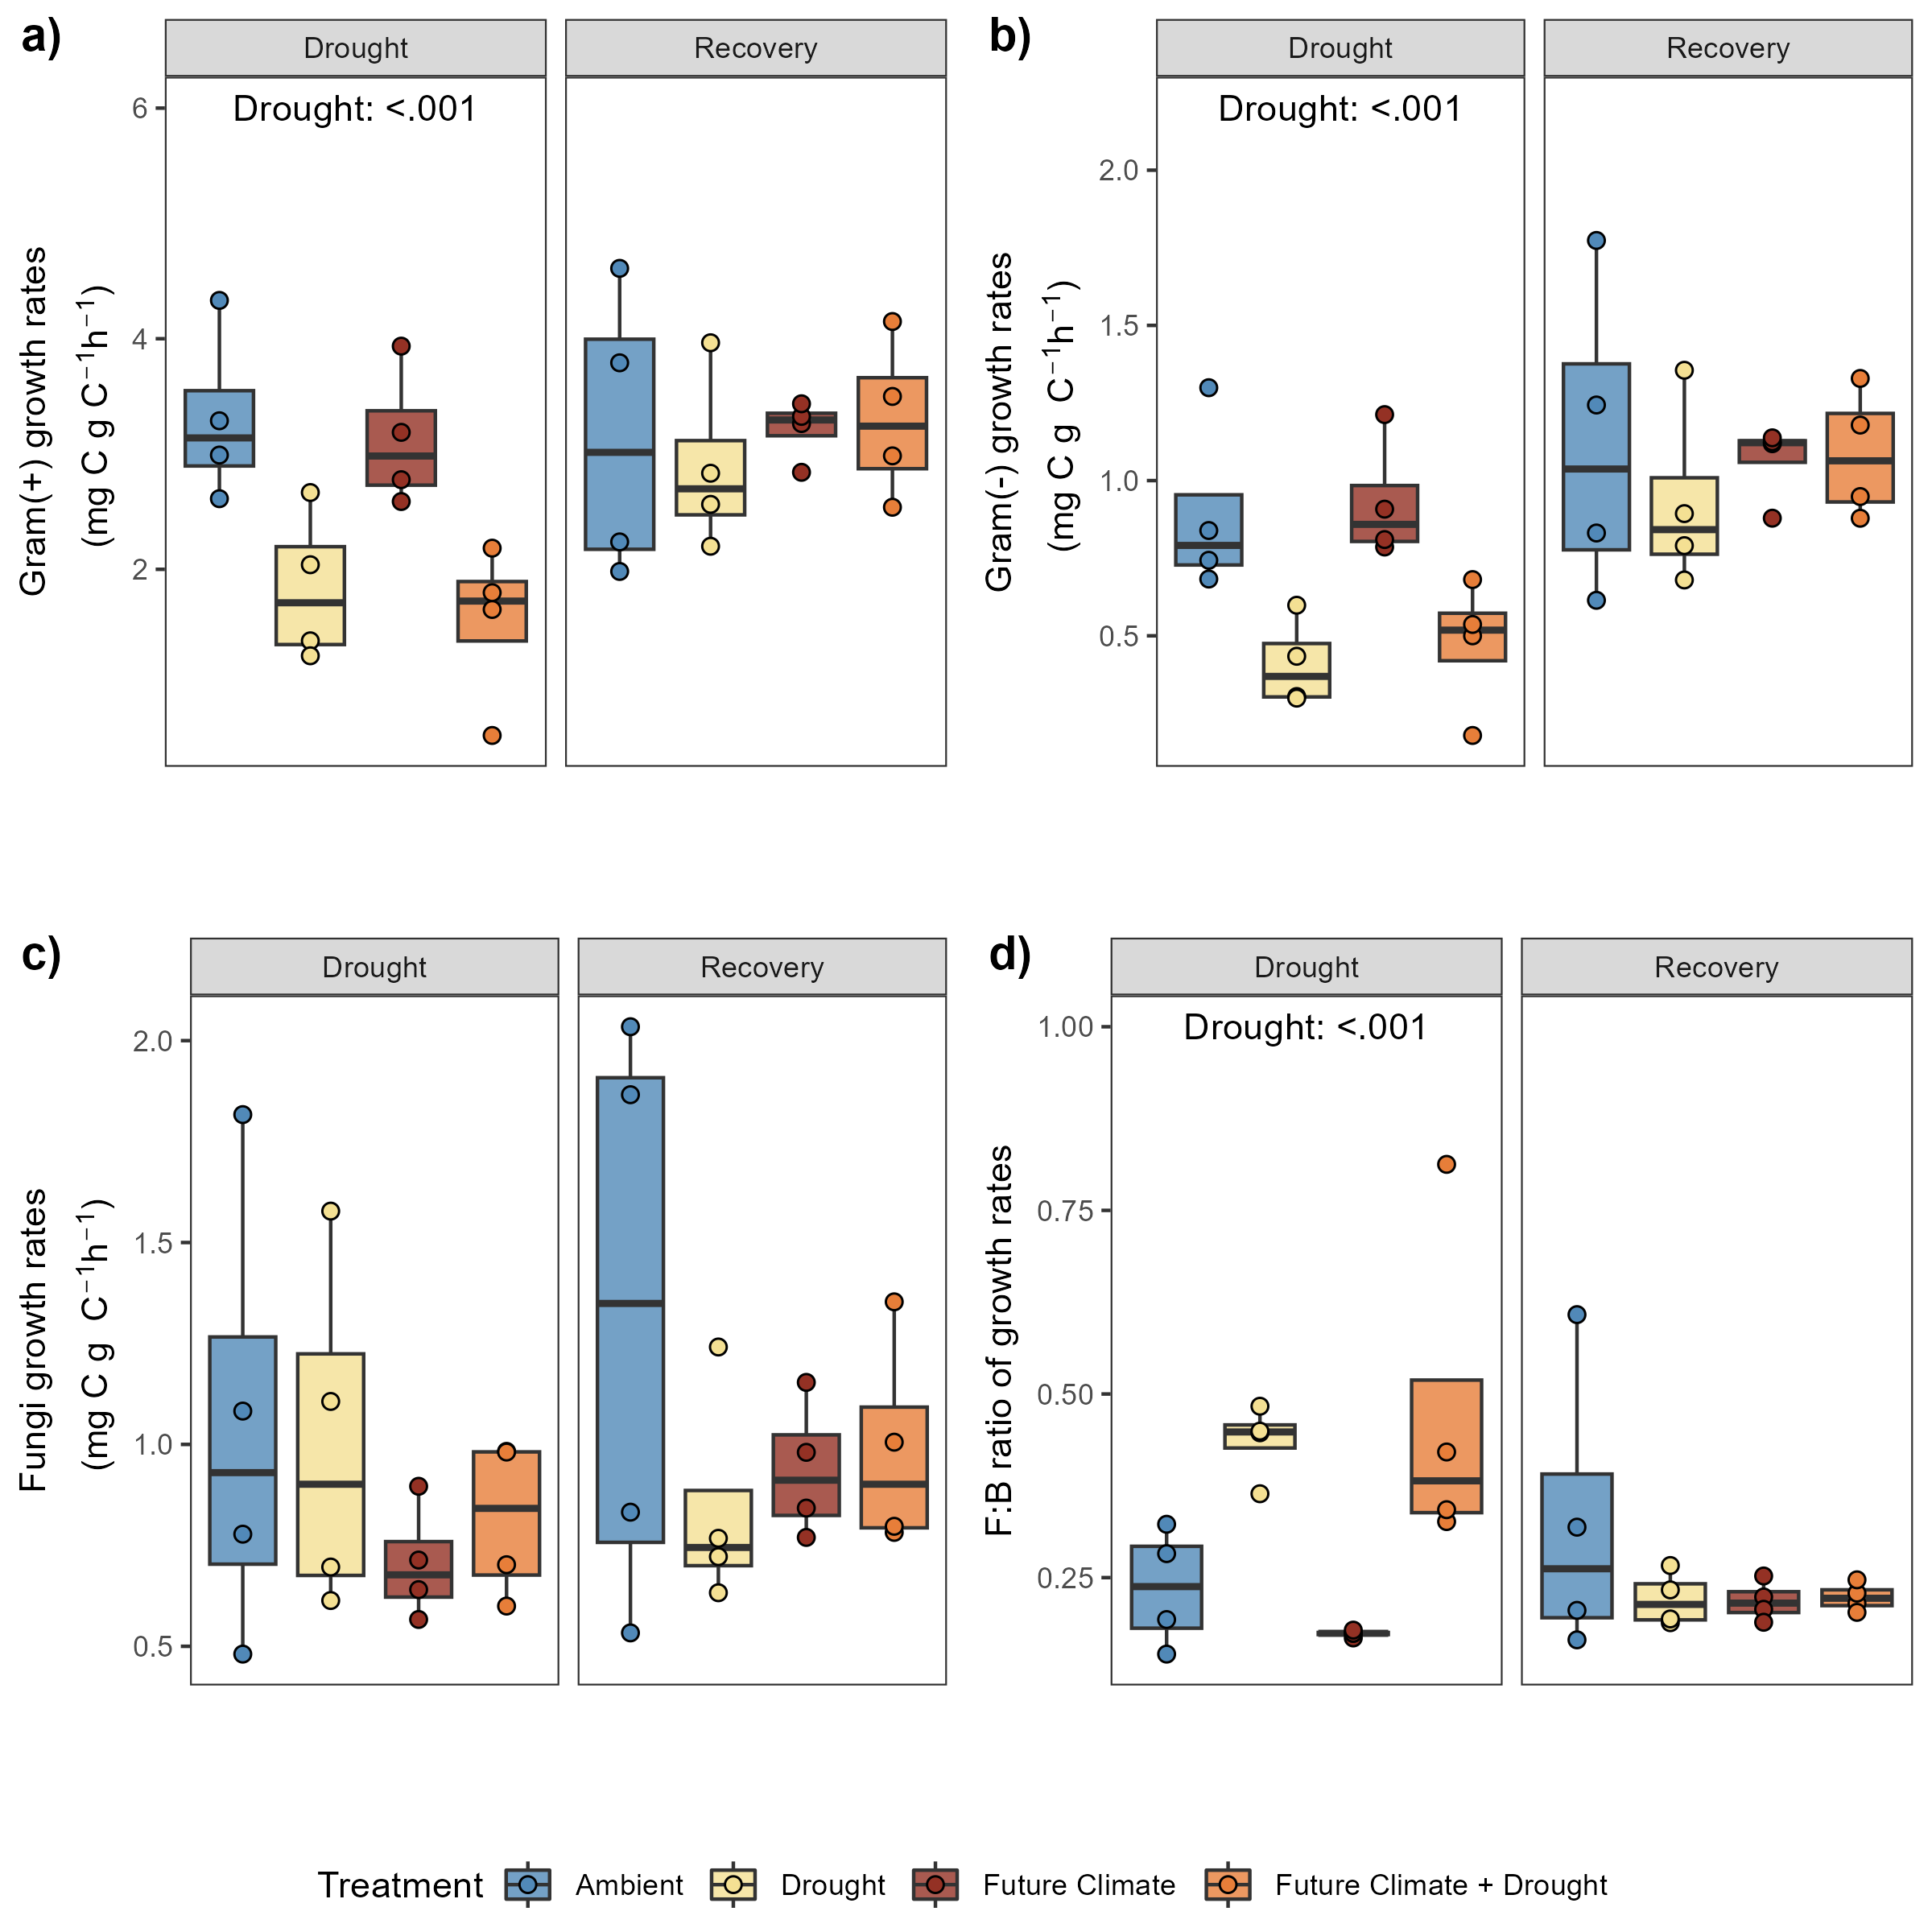 a)
Drought
Recovery
Drought: <.001
6
4
2
Gram(+) growth rates
(mg C g C⁻¹h⁻¹)
b)
Drought
Recovery
Drought: <.001
2.0
1.5
1.0
0.5
Gram(-) growth rates
(mg C g C⁻¹h⁻¹)
c)
Drought
Recovery
2.0
1.5
1.0
0.5
Fungi growth rates
(mg C g C⁻¹h⁻¹)
d)
Drought
Recovery
Drought: <.001
1.00
0.75
0.50
0.25
F:B ratio of growth rates
Treatment Ambient Drought Future Climate Future Climate + Drought